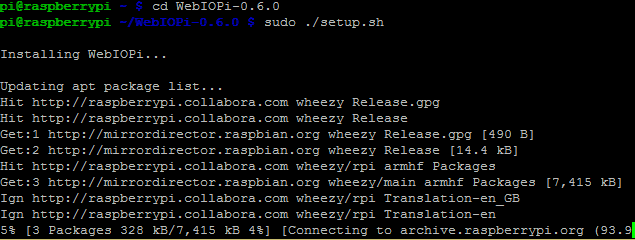 pi@raspberrypi ~ $ cd WebIOPi-0.6.0
pi@raspberrypi ~/WebIOPi-0.6.0 $ sudo ./setup.sh
Installing WebIOPi...
Updating apt package list...
Hit http://raspberrypi.collabora.com wheezy Release.gpg
Hit http://raspberrypi.collabora.com wheezy Release
Get:1 http://mirrordirector.raspbian.org wheezy Release.gpg [490 B]
Get:2 http://mirrordirector.raspbian.org wheezy Release [14.4 kB]
Hit http://raspberrypi.collabora.com wheezy/rpi armhf Packages
Get:3 http://mirrordirector.raspbian.org wheezy/main armhf Packages [7,415 kB]
Ign http://raspberrypi.collabora.com wheezy/rpi Translation-en_GB
Ign http://raspberrypi.collabora.com wheezy/rpi Translation-en
5% [3 Packages 328 kB/7,415 kB 4%] [Connecting to archive.raspberrypi.org (93.9